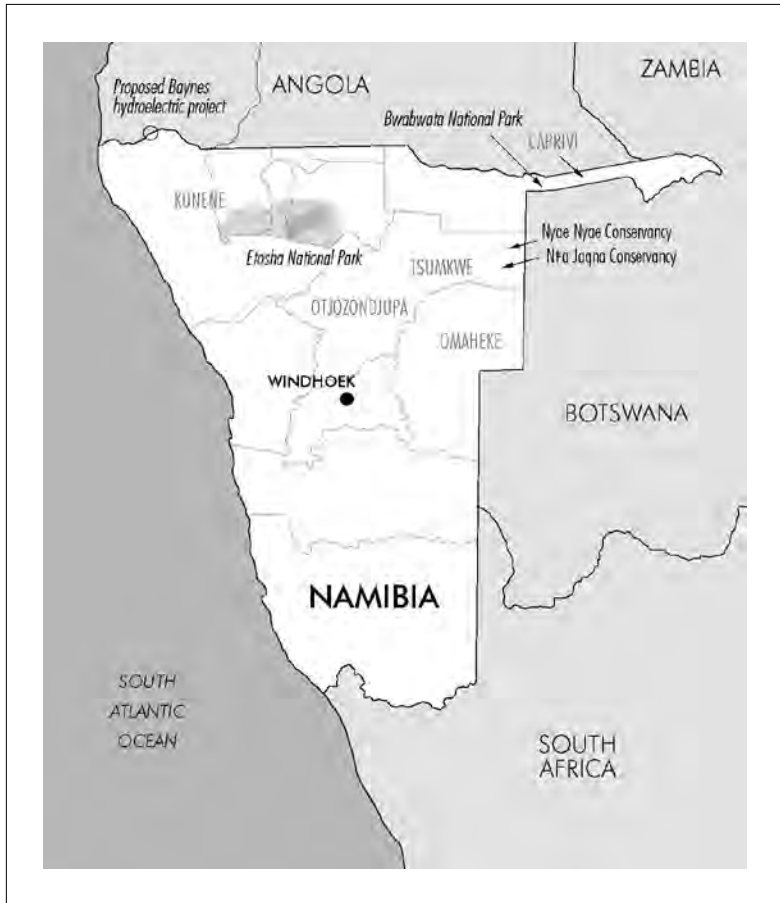 Proposed Baynes
hydroelectric project
ANGOLA
ZAMBIA
Bwabwata National Park
CAPRIVI
KUNENE
Etosha National Park
Nyae Nyae Conservancy
N‡a Jaqna Conservancy
TSUMKWE
OTJOZONDJUPA
OMAHEKE
WINDHOEK
BOTSWANA
NAMIBIA
SOUTH
ATLANTIC
OCEAN
SOUTH
AFRICA